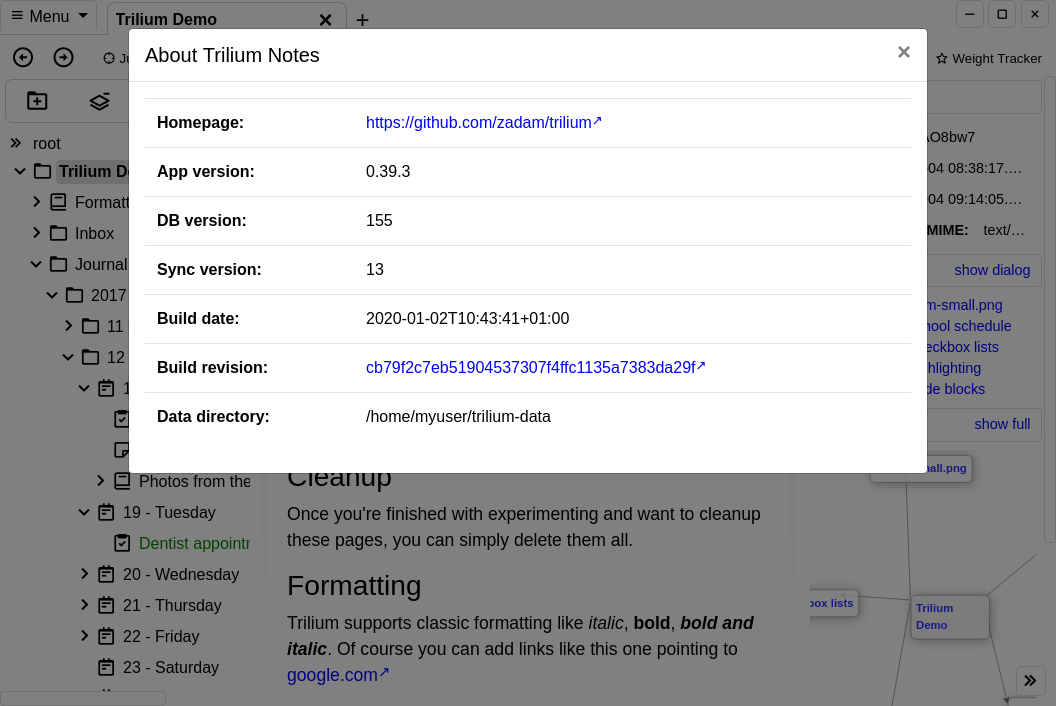 Menu
Trilium Demo
Weight Tracker
About Trilium Notes
Homepage: https://github.com/zadam/trilium
App version: 0.39.3
DB version: 155
Sync version: 13
Build date: 2020-01-02T10:43:41+01:00
Build revision: cb79f2c7eb51904537307f4ffc1135a7383da29f
Data directory: /home/myuser/trilium-data
root
Trilium D
Formatt
Inbox
Journal
2017
11
12
1
Photos from the
19 - Tuesday
Dentist appointr
20 - Wednesday
21 - Thursday
22 - Friday
23 - Saturday
Cleanup
Once you're finished with experimenting and want to cleanup
these pages, you can simply delete them all.
Formatting
Trilium supports classic formatting like italic, bold, bold and
italic. Of course you can add links like this one pointing to
google.com
O8bw7
04 08:38:17.…
04 09:14:05.…
MIME: text/…
show dialog
m-small.png
ool schedule
eckbox lists
hlighting
de blocks
show full
all.png
box lists
Trilium
Demo